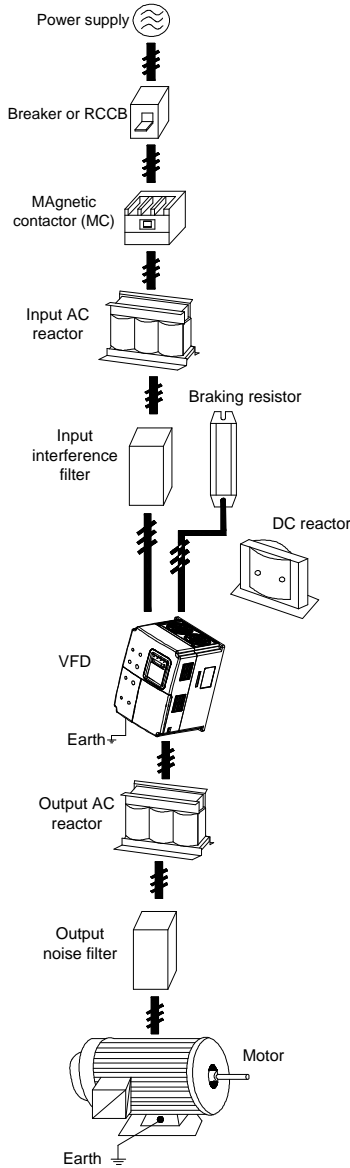 Power supply
Breaker or RCCB
MAgnetic
contactor (MC)
Input AC
reactor
Braking resistor
Input
interference
filter
DC reactor
VFD
Earth
Output AC
reactor
Output
noise filter
Motor
Earth